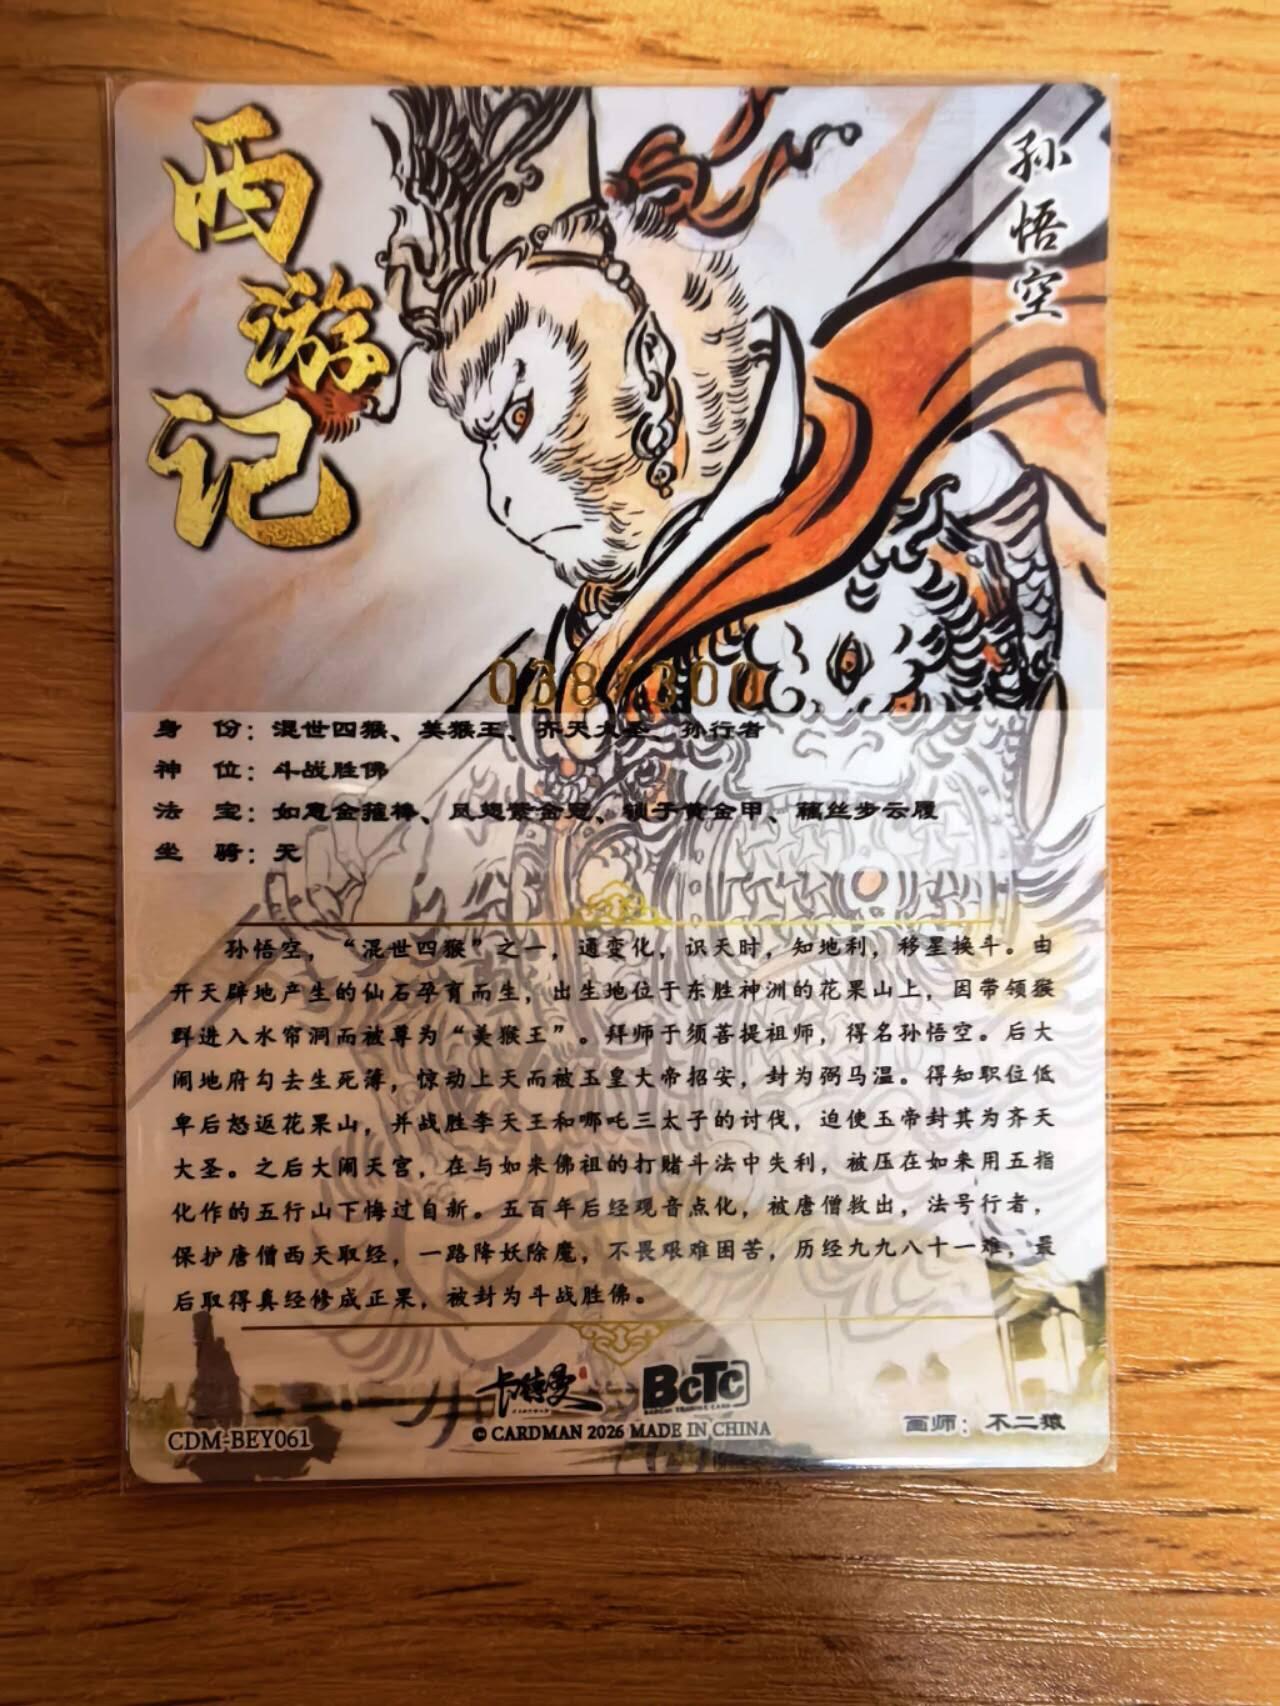 西游记
孙悟空
038/300
身 份：混世四猴、美猴王、齐天大圣、孙行者
神 位：斗战胜佛
法 宝：如意金箍棒、凤翅紫金冠、锁子黄金甲、藕丝步云履
坐 骑：无
孙悟空，“混世四猴”之一，通变化，识天时，知地利，移星换斗。由
开天辟地产生的仙石孕育而生，出生地位于东胜神洲的花果山上，因带领猴
群进入水帘洞而被尊为“美猴王”。拜师于须菩提祖师，得名孙悟空。后大
闹地府勾去生死薄，惊动上天而被玉皇大帝招安，封为弼马温。得知职位低
卑后怒返花果山，并战胜李天王和哪吒三太子的讨伐，迫使玉帝封其为齐天
大圣。之后大闹天宫，在与如来佛祖的打赌斗法中失利，被压在如来用五指
化作的五行山下悔过自新。五百年后经观音点化，被唐僧救出，法号行者，
保护唐僧西天取经，一路降妖除魔，不畏艰难困苦，历经九九八十一难，最
后取得真经修成正果，被封为斗战胜佛。
卡特曼
BCTC
CDM-BEY061
© CARDMAN 2026 MADE IN CHINA
画师：不二猿